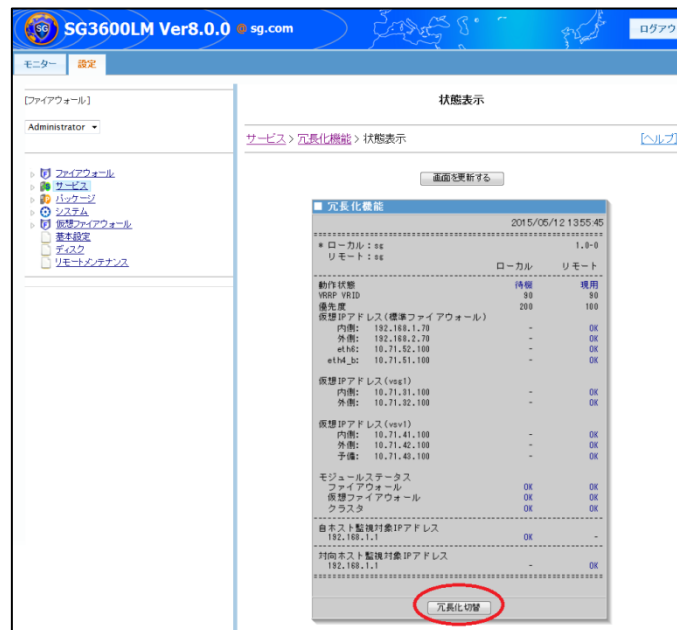 SG SG3600LM Ver8.0.0 @ sg.com
ログアウ
モニター 設定
[ファイアウォール]
Administrator
ファイアウォール
サービス
パッケージ
システム
仮想ファイアウォール
基本設定
ディスク
リモートメンテナンス
状態表示
サービス > 冗長化機能 > 状態表示
[ヘルプ]
画面を更新する
■ 冗長化機能
2015/05/12 13:55:45
* ローカル : sg 1.0-0
リモート : sg
ローカル リモート
動作状態 待機 現用
VRRP VRID 90 90
優先度 200 100
仮想IPアドレス(標準ファイアウォール)
内側: 192.168.1.70 - OK
外側: 192.168.2.70 - OK
eth6: 10.71.52.100 - OK
eth4_b: 10.71.51.100 - OK
仮想IPアドレス(vsg1)
内側: 10.71.31.100 - OK
外側: 10.71.32.100 - OK
仮想IPアドレス(vsv1)
内側: 10.71.41.100 - OK
外側: 10.71.42.100 - OK
予備: 10.71.43.100 - OK
モジュールステータス
ファイアウォール OK OK
仮想ファイアウォール OK OK
クラスタ OK OK
自ホスト監視対象IPアドレス
192.168.1.1 OK -
対向ホスト監視対象IPアドレス
192.168.1.1 - OK
冗長化切替